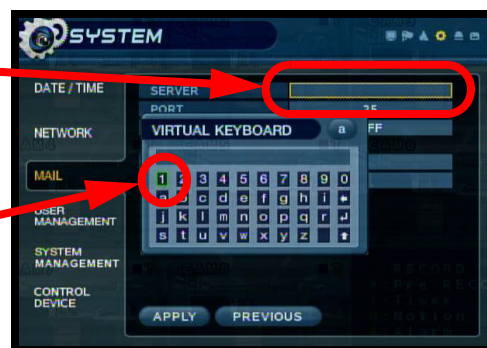 SYSTEM
DATE / TIME
SERVER
PORT 25
NETWORK
VIRTUAL KEYBOARD a
FF
MAIL
1 2 3 4 5 6 7 8 9 0
a b c d e f g h i
j k l m n o p q r
s t u v w x y z
USER
MANAGEMENT
SYSTEM
MANAGEMENT
CONTROL
DEVICE
APPLY PREVIOUS
RECORD